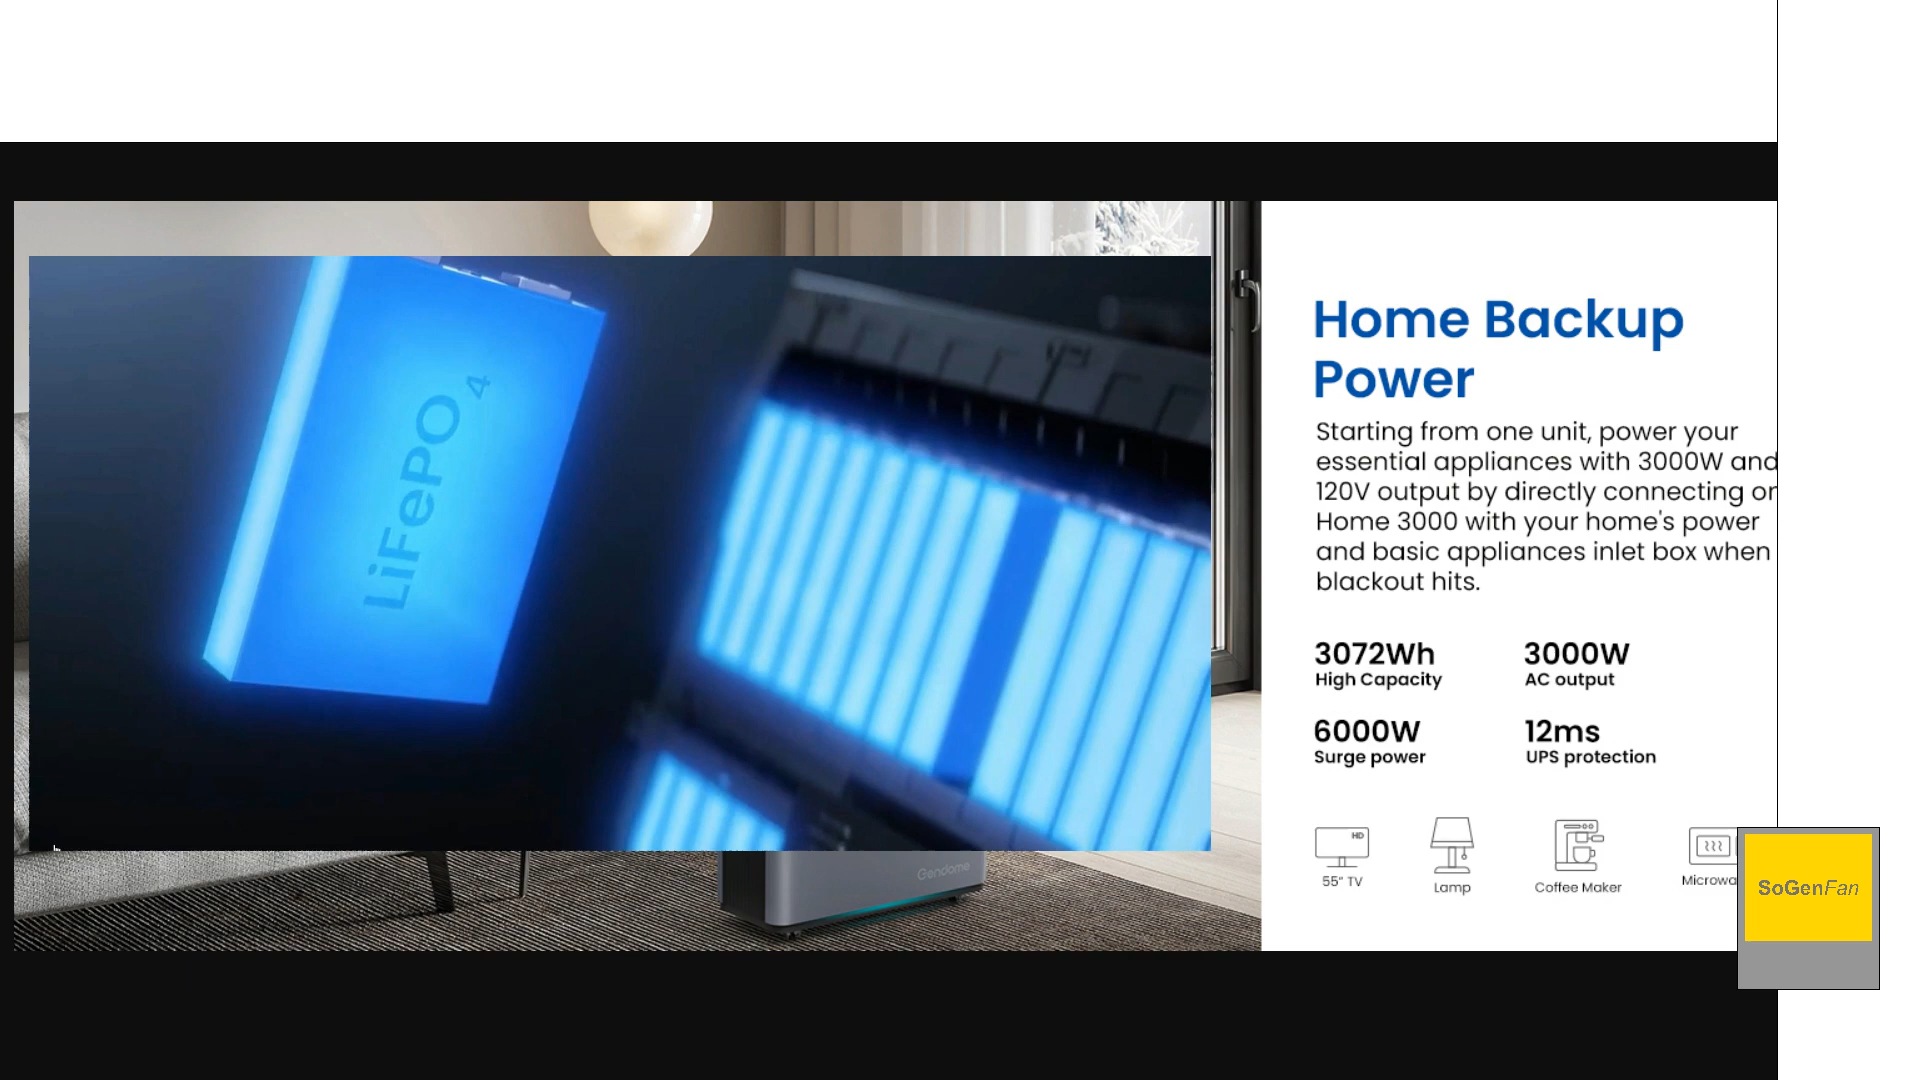 LiFePO4
Gendome
Home Backup
Power
Starting from one unit, power your
essential appliances with 3000W and
120V output by directly connecting
Home 3000 with your home's power
and basic appliances inlet box when
blackout hits.
3072Wh
High Capacity
3000W
AC output
6000W
Surge power
12ms
UPS protection
HD
55" TV
Lamp
Coffee Maker
SoGenFan